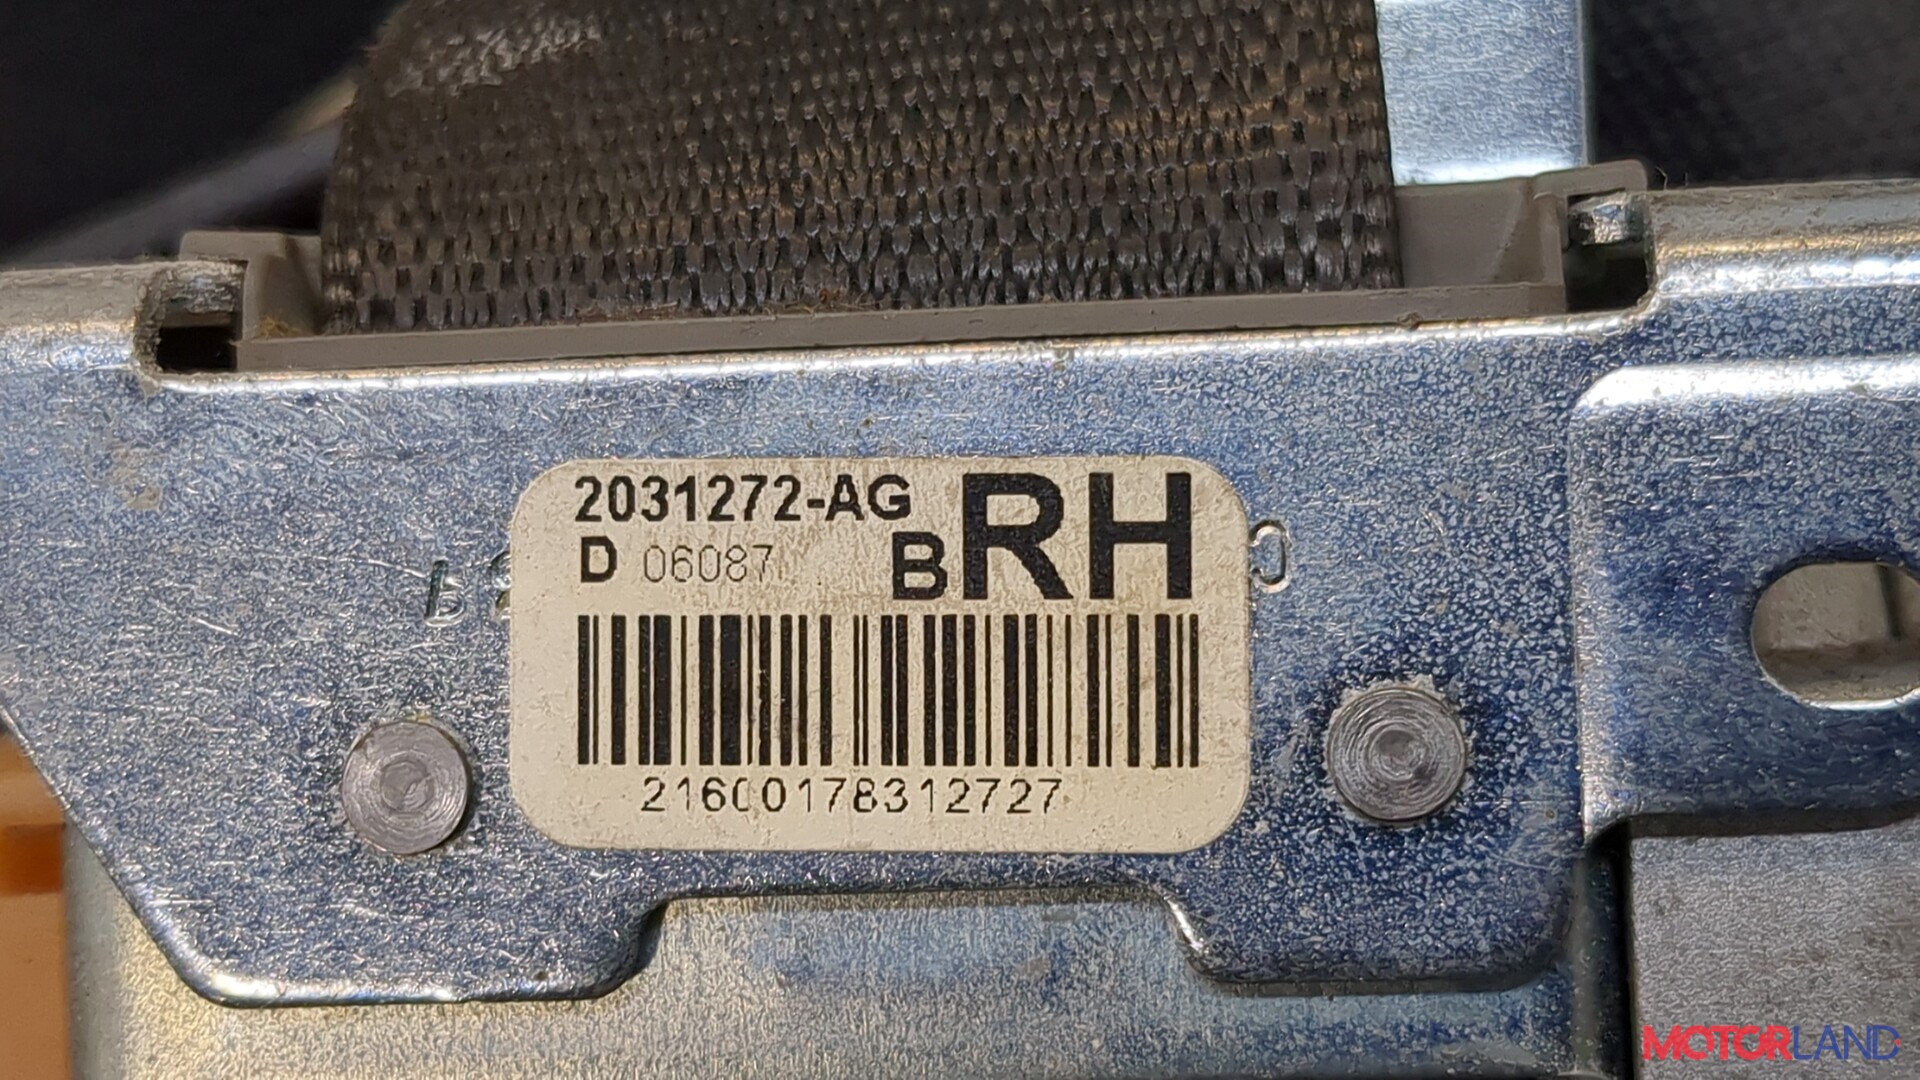 2031272-AG
BRH
D 06087
21600178312727
MOTORLAND